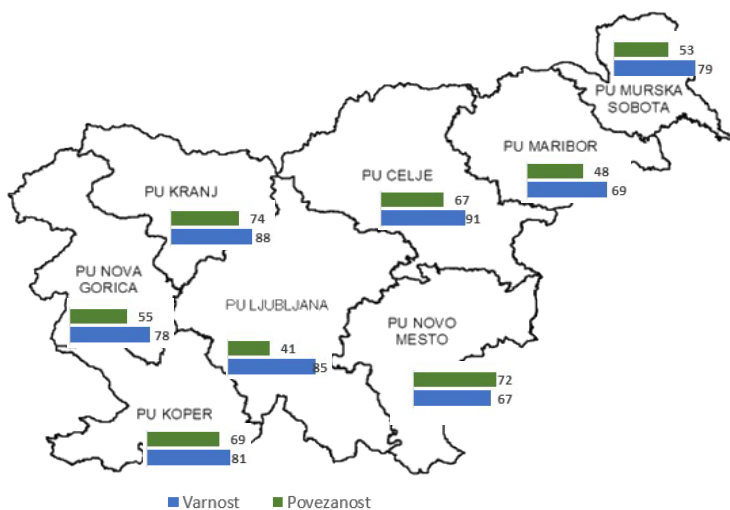 53
79
PU MURSKA
SOBOTA
PU MARIBOR
48
69
PU CELJE
67
91
PU KRANJ
74
88
PU NOVA
GORICA
55
78
PU LJUBLJANA
41
85
PU NOVO
MESTO
72
67
PU KOPER
69
81
Varnost
Povezanost